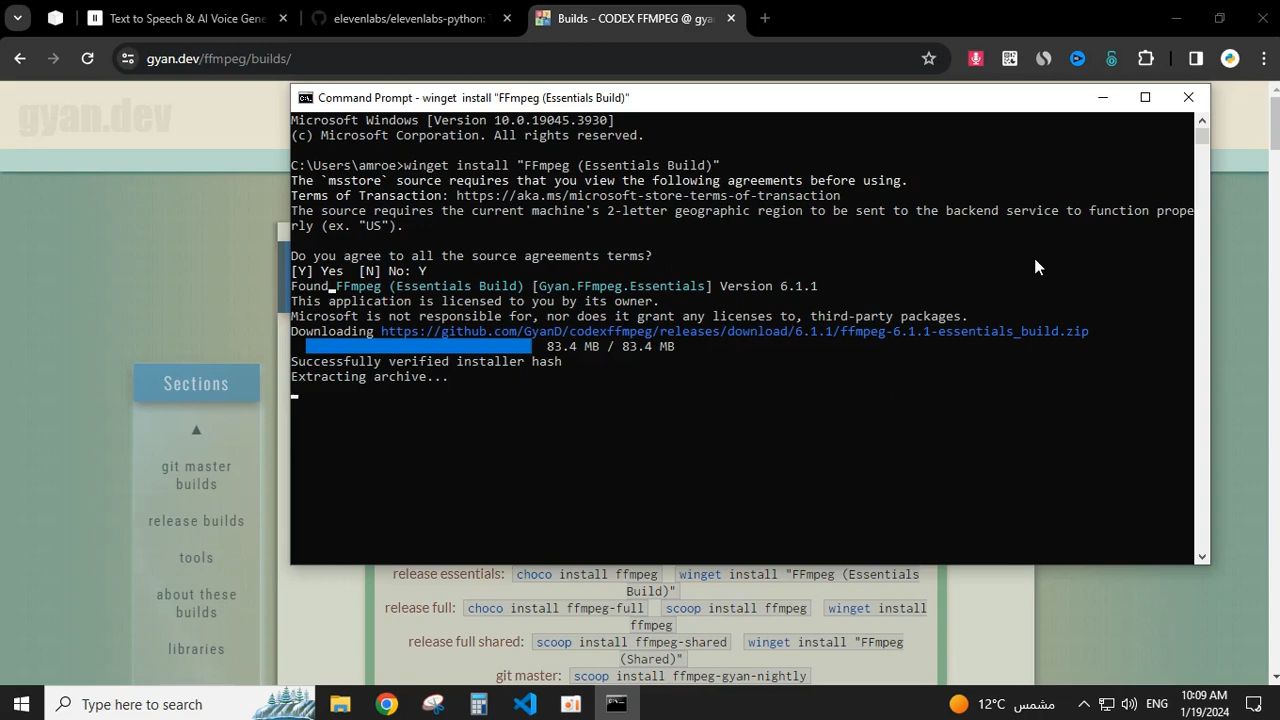 Text to Speech & AI Voice Gene
elevenlabs/elevenlabs-python:
Builds - CODEX FFMPEG @ gyan
gyan.dev/ffmpeg/builds/
gyan.dev
Command Prompt - winget  install "FFmpeg (Essentials Build)"
Microsoft Windows [Version 10.0.19045.3930]
(c) Microsoft Corporation. All rights reserved.
C:\Users\amroe>winget install "FFmpeg (Essentials Build)"
The `msstore` source requires that you view the following agreements before using.
Terms of Transaction: https://aka.ms/microsoft-store-terms-of-transaction
The source requires the current machine's 2-letter geographic region to be sent to the backend service to function prope
rly (ex. "US").
Do you agree to all the source agreements terms?
[Y] Yes  [N] No: Y
Found FFmpeg (Essentials Build) [Gyan.FFmpeg.Essentials] Version 6.1.1
This application is licensed to you by its owner.
Microsoft is not responsible for, nor does it grant any licenses to, third-party packages.
Downloading https://github.com/GyanD/codexffmpeg/releases/download/6.1.1/ffmpeg-6.1.1-essentials_build.zip
83.4 MB / 83.4 MB
Successfully verified installer hash
Extracting archive...
Sections
▲
git master
builds
release builds
tools
about these
builds
libraries
release essentials: choco install ffmpeg winget install "FFmpeg (Essentials
Build)"
release full: choco install ffmpeg-full scoop install ffmpeg winget install
ffmpeg
release full shared: scoop install ffmpeg-shared winget install "FFmpeg
(Shared)"
git master: scoop install ffmpeg-gyan-nightly
Type here to search
12°C مشمس
ENG
10:09 AM
1/19/2024